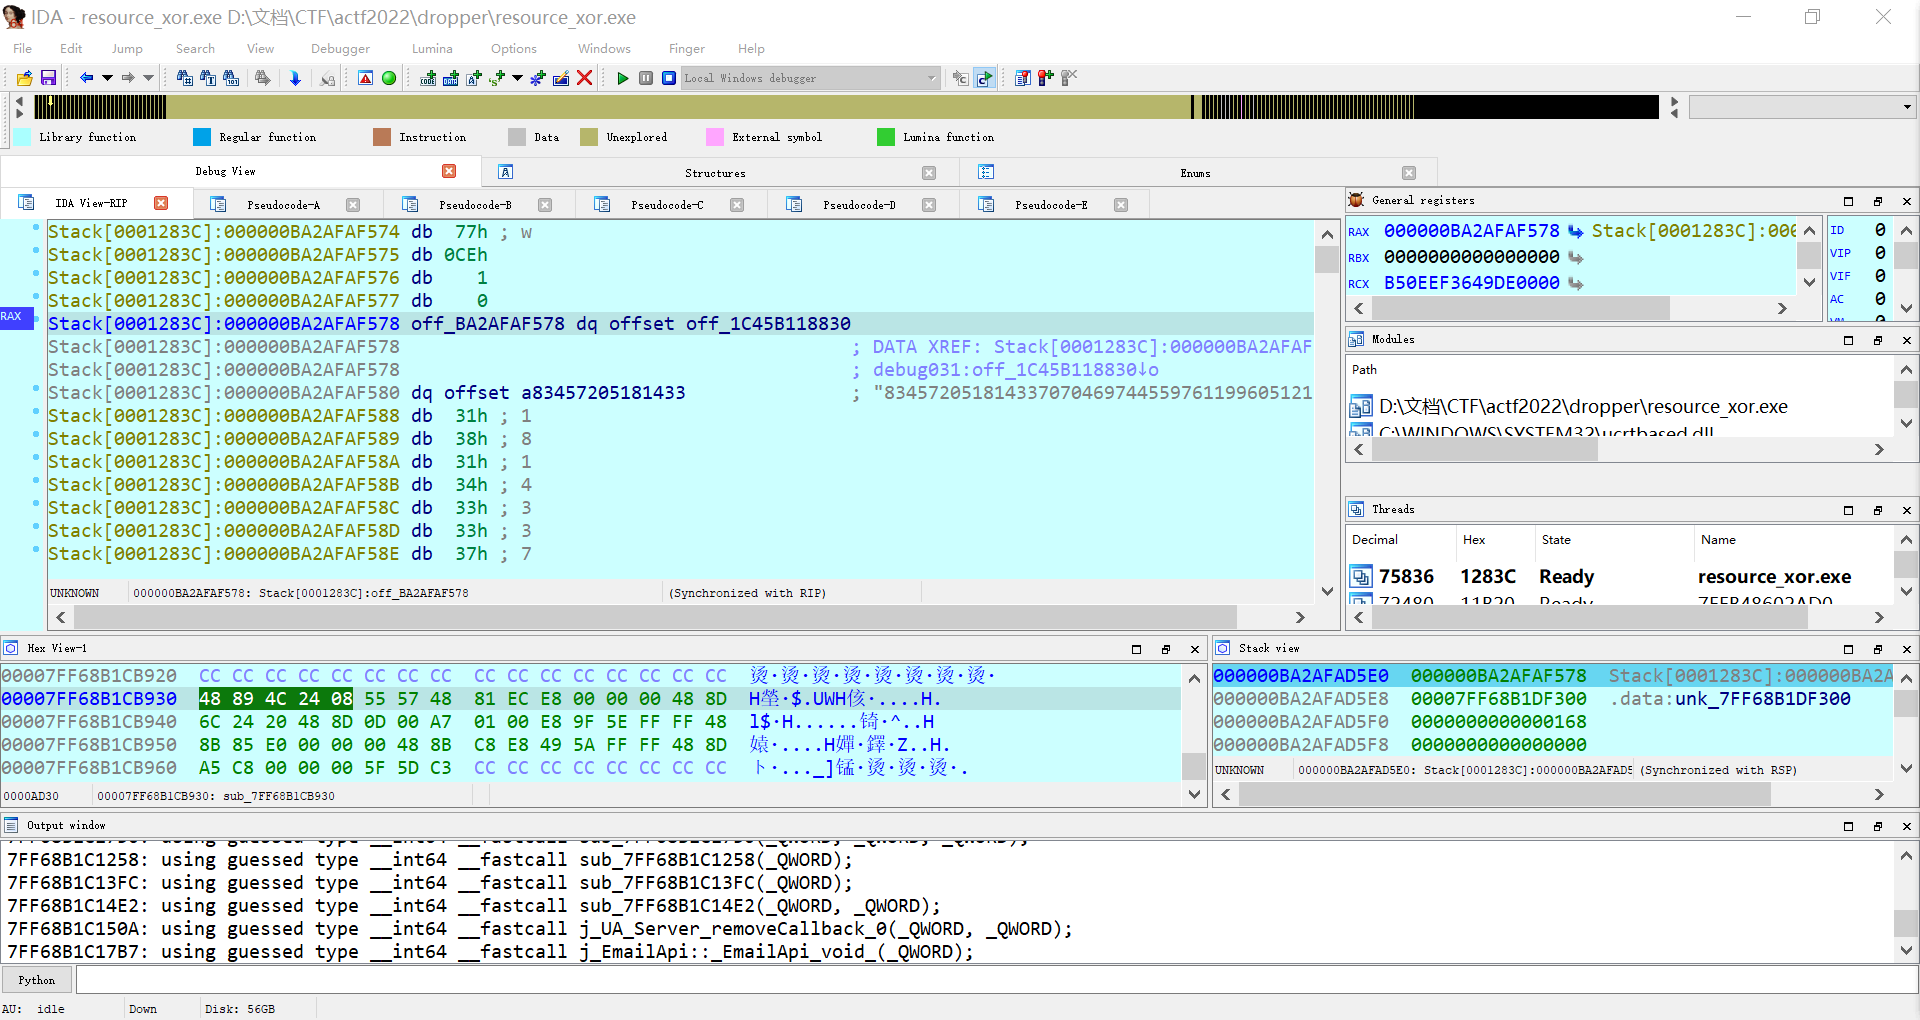 IDA - resource_xor.exe D:\文档\CTF\actf2022\dropper\resource_xor.exe
File Edit Jump Search View Debugger Lumina Options Windows Finger Help
Local Windows debugger
Library function Regular function Instruction Data Unexplored External symbol Lumina function
Debug View Structures Enums
IDA View-RIP Pseudocode-A Pseudocode-B Pseudocode-C Pseudocode-D Pseudocode-E
Stack[0001283C]:000000BA2AFAF574 db 77h ; w
Stack[0001283C]:000000BA2AFAF575 db 0CEh
Stack[0001283C]:000000BA2AFAF576 db 1
Stack[0001283C]:000000BA2AFAF577 db 0
RAX
Stack[0001283C]:000000BA2AFAF578 off_BA2AFAF578 dq offset off_1C45B118830
Stack[0001283C]:000000BA2AFAF578 ; DATA XREF: Stack[0001283C]:000000BA2AFAF
Stack[0001283C]:000000BA2AFAF578 ; debug031:off_1C45B118830↓o
Stack[0001283C]:000000BA2AFAF580 dq offset a83457205181433 ; "834572051814337070469744559761199605121
Stack[0001283C]:000000BA2AFAF588 db 31h ; 1
Stack[0001283C]:000000BA2AFAF589 db 38h ; 8
Stack[0001283C]:000000BA2AFAF58A db 31h ; 1
Stack[0001283C]:000000BA2AFAF58B db 34h ; 4
Stack[0001283C]:000000BA2AFAF58C db 33h ; 3
Stack[0001283C]:000000BA2AFAF58D db 33h ; 3
Stack[0001283C]:000000BA2AFAF58E db 37h ; 7
UNKNOWN 000000BA2AFAF578: Stack[0001283C]:off_BA2AFAF578 (Synchronized with RIP)
General registers
RAX 000000BA2AFAF578 Stack[0001283C]:000
RBX 0000000000000000
RCX B50EEF3649DE0000
ID 0
VIP 0
VIF 0
AC 0
Modules
Path
D:\文档\CTF\actf2022\dropper\resource_xor.exe
C:\WINDOWS\SYSTEM32\ucrtbased.dll
Threads
Decimal Hex State Name
75836 1283C Ready resource_xor.exe
72480 11B20 Ready 7FFB48602AD0
Hex View-1
00007FF68B1CB920 CC CC CC CC CC CC CC CC CC CC CC CC CC CC CC CC 烫·烫·烫·烫·烫·烫·烫·烫·
00007FF68B1CB930 48 89 4C 24 08 55 57 48 81 EC E8 00 00 00 48 8D H塋·$.UWH侅·....H.
00007FF68B1CB940 6C 24 20 48 8D 0D 00 A7 01 00 E8 9F 5E FF FF 48 l$·H......锜·^..H
00007FF68B1CB950 8B 85 E0 00 00 00 48 8B C8 E8 49 5A FF FF 48 8D 媴·....H嬋·鐸·Z..H.
00007FF68B1CB960 A5 C8 00 00 00 5F 5D C3 CC CC CC CC CC CC CC CC ト·..._]锰·烫·烫·烫·.
0000AD30 00007FF68B1CB930: sub_7FF68B1CB930
Stack view
000000BA2AFAD5E0 000000BA2AFAF578 Stack[0001283C]:000000BA2A
000000BA2AFAD5E8 00007FF68B1DF300 .data:unk_7FF68B1DF300
000000BA2AFAD5F0 0000000000000168
000000BA2AFAD5F8 0000000000000000
UNKNOWN 000000BA2AFAD5E0: Stack[0001283C]:000000BA2AFAD5 (Synchronized with RSP)
Output window
7FF68B1C1258: using guessed type __int64 __fastcall sub_7FF68B1C1258(_QWORD);
7FF68B1C13FC: using guessed type __int64 __fastcall sub_7FF68B1C13FC(_QWORD);
7FF68B1C14E2: using guessed type __int64 __fastcall sub_7FF68B1C14E2(_QWORD, _QWORD);
7FF68B1C150A: using guessed type __int64 __fastcall j_UA_Server_removeCallback_0(_QWORD, _QWORD);
7FF68B1C17B7: using guessed type __int64 __fastcall j_EmailApi::_EmailApi_void_(_QWORD);
Python
AU: idle Down Disk: 56GB